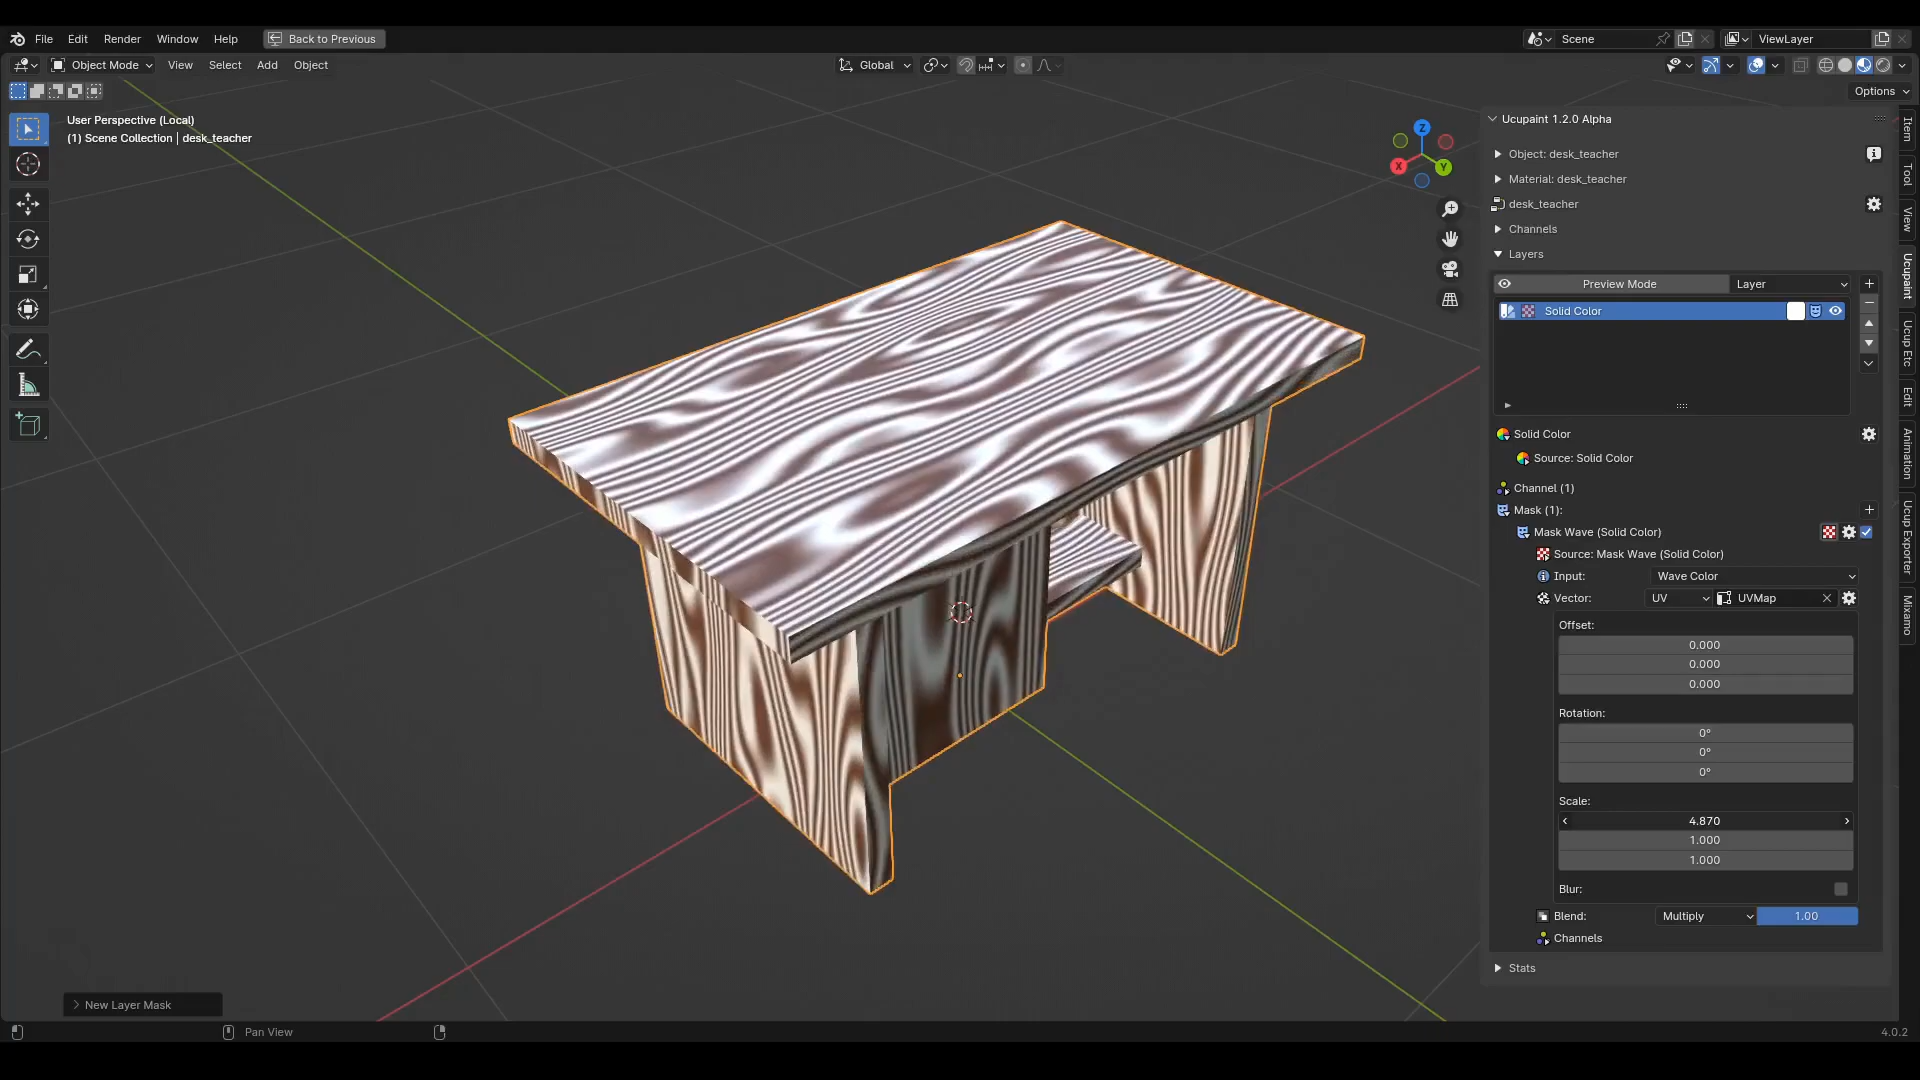 File Edit Render Window Help Back to Previous Scene ViewLayer
Object Mode View Select Add Object Global
Options
User Perspective (Local)
(1) Scene Collection | desk_teacher
Z
X
Y
Ucupaint 1.2.0 Alpha
Object: desk_teacher
Material: desk_teacher
desk_teacher
Channels
Layers
Preview Mode Layer
Solid Color
Solid Color
Source: Solid Color
Channel (1)
Mask (1):
Mask Wave (Solid Color)
Source: Mask Wave (Solid Color)
Input: Wave Color
Vector: UV UVMap
Offset:
0.000
0.000
0.000
Rotation:
0°
0°
0°
Scale:
4.870
1.000
1.000
Blur:
Blend: Multiply 1.00
Channels
Stats
Item
Tool
View
Ucupaint
Ucup Etc
Edit
Animation
Ucup Exporter
Mixamo
New Layer Mask
Pan View
4.0.2